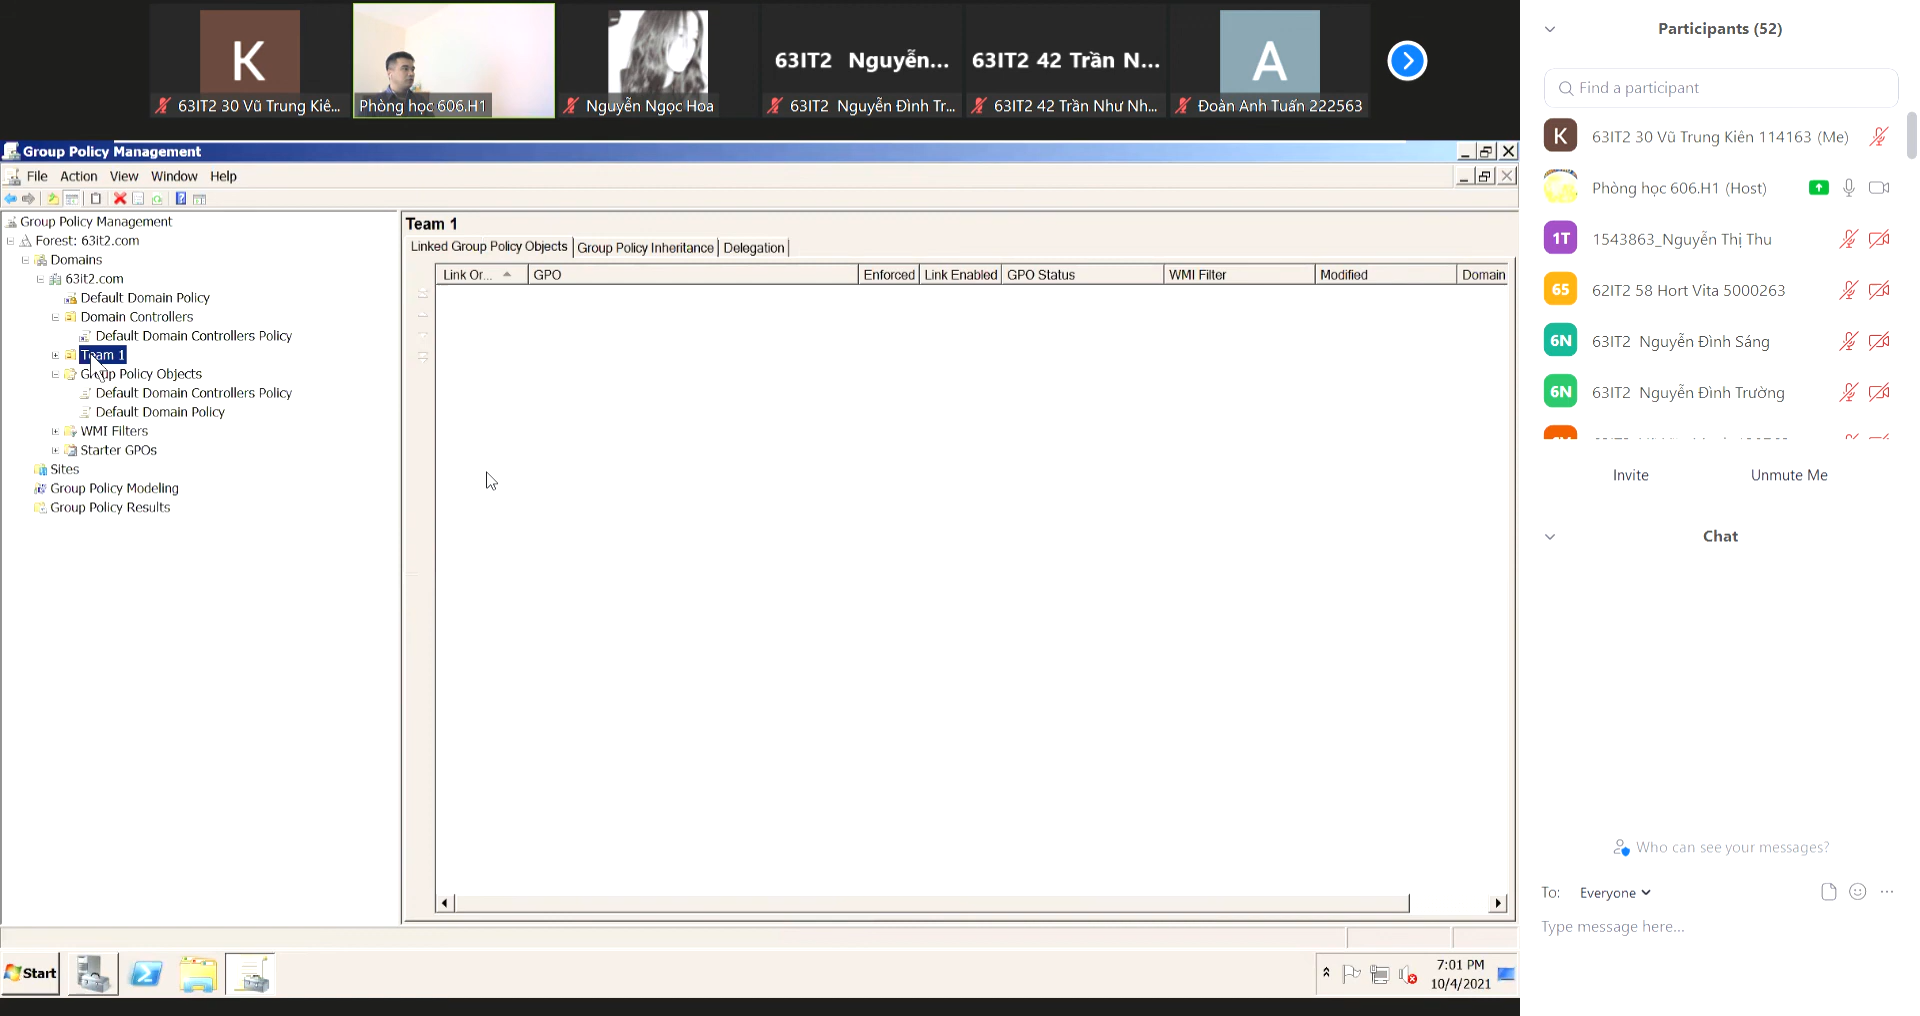 K
63IT2 30 Vũ Trung Kiê...
Phòng học 606.H1
Nguyễn Ngọc Hoa
63IT2 Nguyễn...
63IT2 Nguyễn Đình Tr...
63IT2 42 Trần N...
63IT2 42 Trần Như Nh...
A
Đoàn Anh Tuấn 222563
Group Policy Management
File Action View Window Help
Group Policy Management
Forest: 63it2.com
Domains
63it2.com
Default Domain Policy
Domain Controllers
Default Domain Controllers Policy
Team 1
Group Policy Objects
Default Domain Controllers Policy
Default Domain Policy
WMI Filters
Starter GPOs
Sites
Group Policy Modeling
Group Policy Results
Team 1
Linked Group Policy Objects Group Policy Inheritance Delegation
Link Or... GPO Enforced Link Enabled GPO Status WMI Filter Modified Domain
Start
7:01 PM
10/4/2021
Participants (52)
Find a participant
K 63IT2 30 Vũ Trung Kiên 114163 (Me)
Phòng học 606.H1 (Host)
1T 1543863_Nguyễn Thị Thu
65 62IT2 58 Hort Vita 5000263
6N 63IT2 Nguyễn Đình Sáng
6N 63IT2 Nguyễn Đình Trường
Invite Unmute Me
Chat
Who can see your messages?
To: Everyone
Type message here...